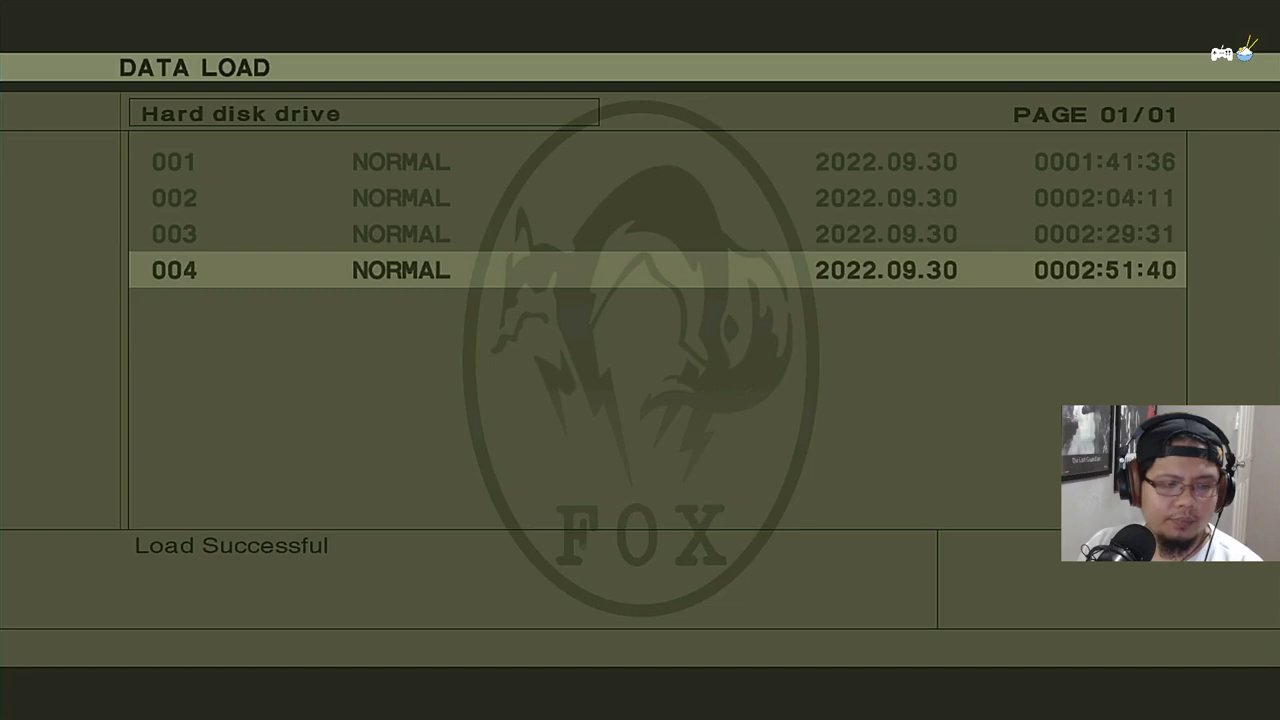 DATA LOAD
Hard disk drive PAGE 01/01
001 NORMAL 2022.09.30 0001:41:36
002 NORMAL 2022.09.30 0002:04:11
003 NORMAL 2022.09.30 0002:29:31
004 NORMAL 2022.09.30 0002:51:40
FOX
Load Successful